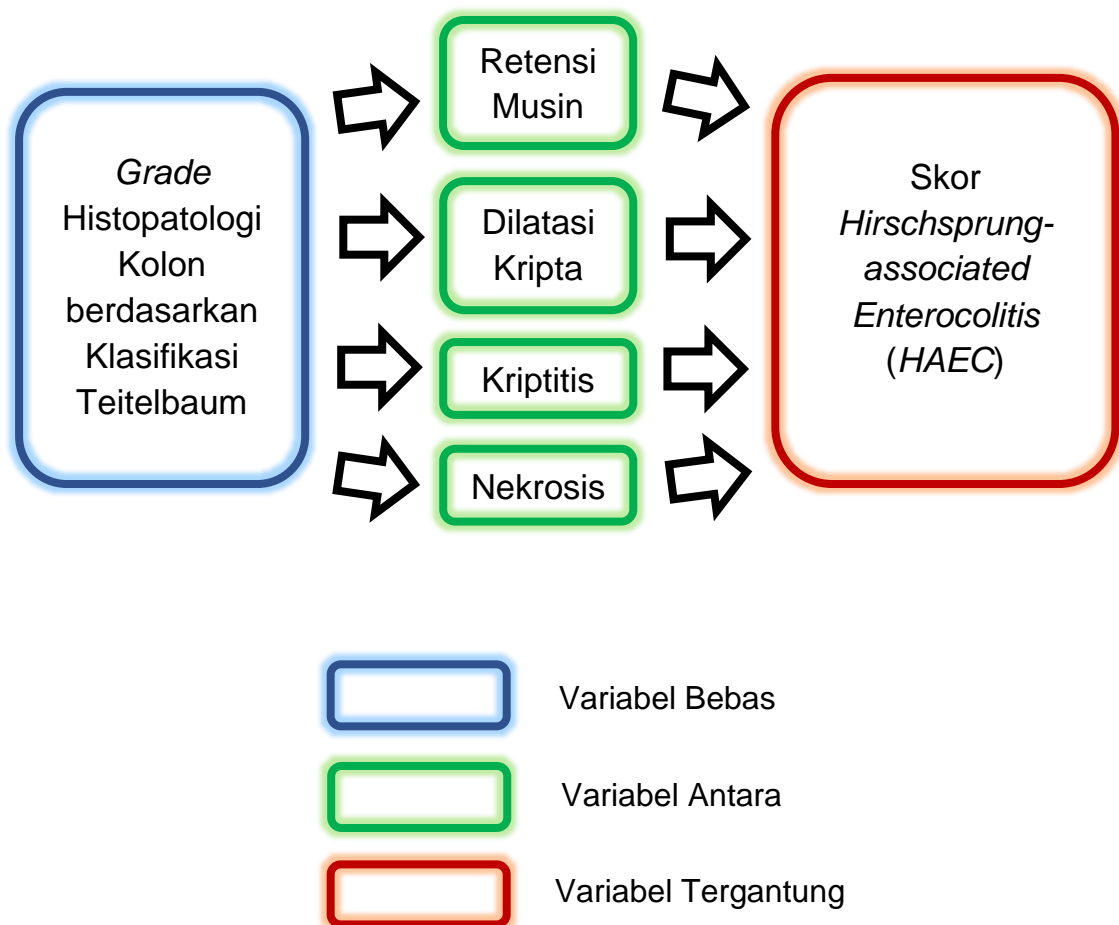 Grade
Histopatologi
Kolon
berdasarkan
Klasifikasi
Teitelbaum
Retensi
Musin
Dilatasi
Kripta
Kriptitis
Nekrosis
Skor
Hirschsprung-
associated
Enterocolitis
(HAEC)
Variabel Bebas
Variabel Antara
Variabel Tergantung